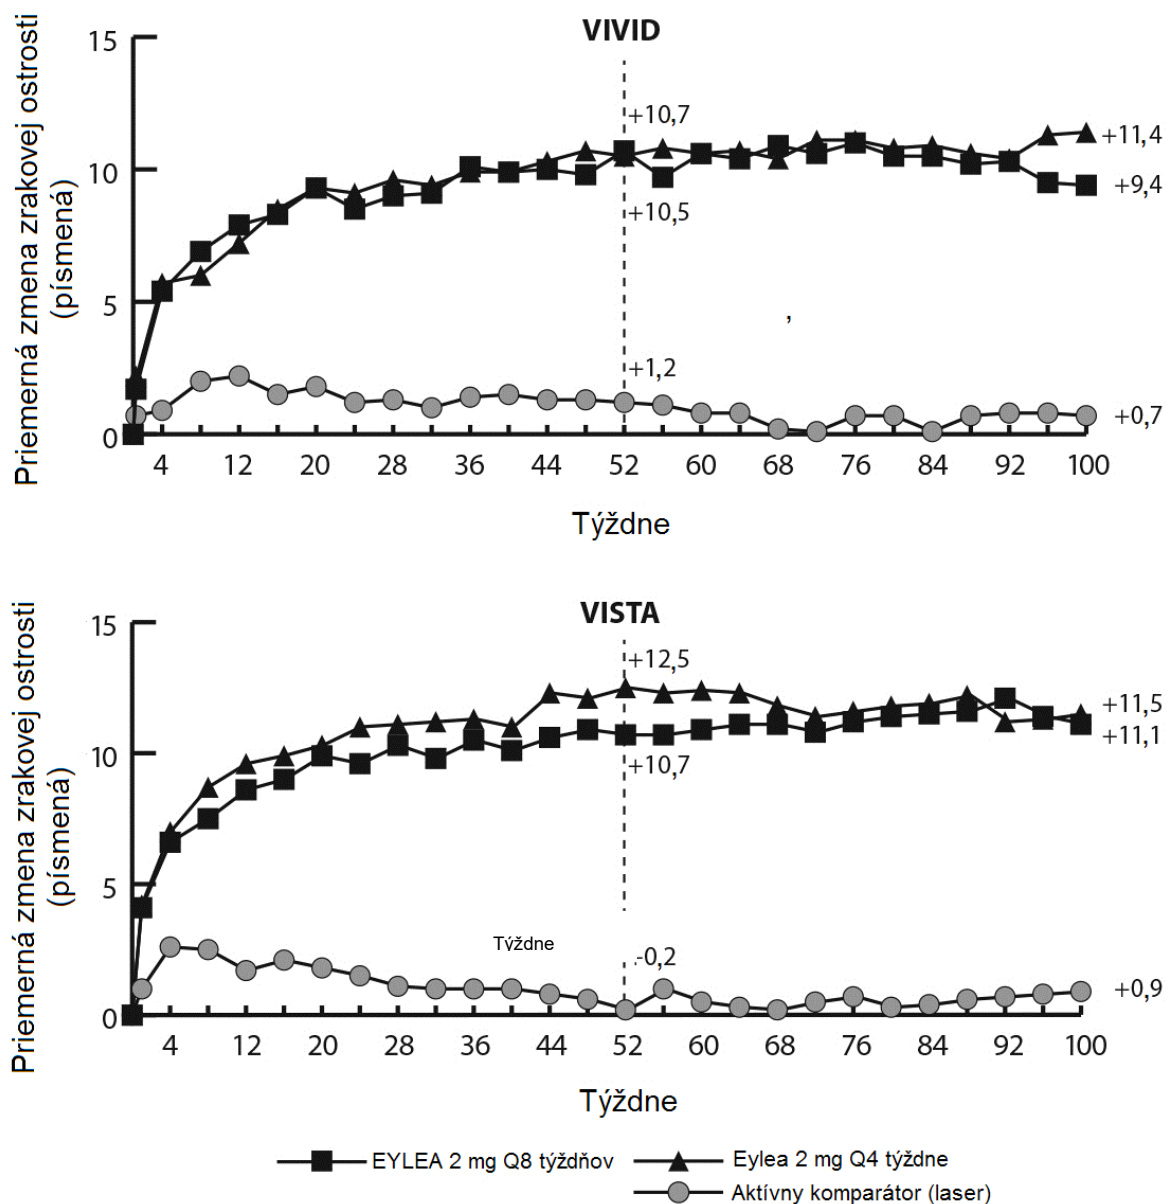 VIVID
Priemerná zmena zrakovej ostrosti
(písmená)
15
10
5
0
+10,7
+10,5
+1,2
,
+11,4
+9,4
+0,7
4 12 20 28 36 44 52 60 68 76 84 92 100
Týždne
VISTA
Priemerná zmena zrakovej ostrosti
(písmená)
15
10
5
0
+12,5
+10,7
Týždne
-0,2
+11,5
+11,1
+0,9
4 12 20 28 36 44 52 60 68 76 84 92 100
Týždne
EYLEA 2 mg Q8 týždňov Eylea 2 mg Q4 týždne
Aktívny komparátor (laser)